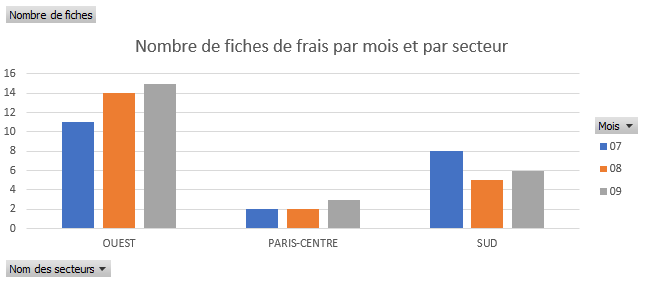 Nombre de fiches
Nombre de fiches de frais par mois et par secteur
16
14
12
10
8
6
4
2
0
OUEST
PARIS-CENTRE
SUD
Mois
07
08
09
Nom des secteurs